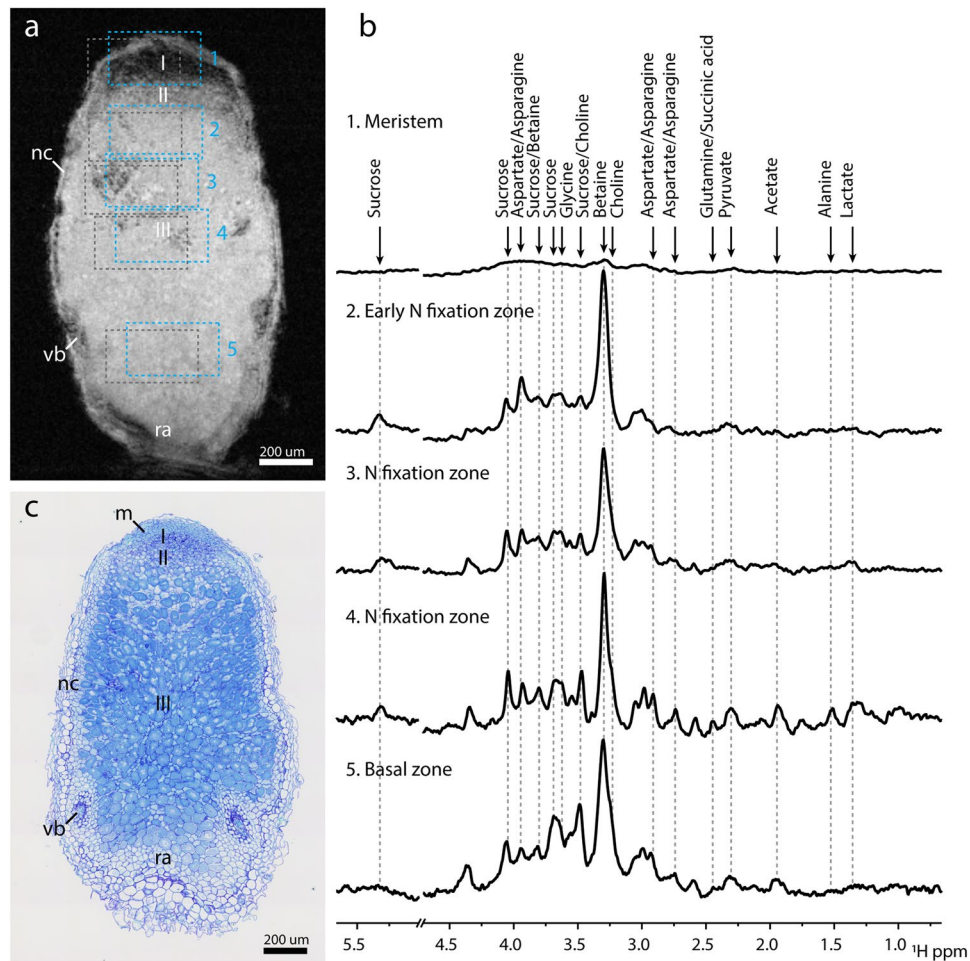 a
I
1
II
2
nc
3
III
4
vb
5
ra
200 um
b
1. Meristem
Sucrose
Sucrose
Aspartate/Asparagine
Sucrose/Betaine
Sucrose
Glycine
Sucrose/Choline
Betaine
Choline
Aspartate/Asparagine
Aspartate/Asparagine
Glutamine/Succinic acid
Pyruvate
Acetate
Alanine
Lactate
2. Early N fixation zone
3. N fixation zone
4. N fixation zone
5. Basal zone
5.5 4.5 4.0 3.5 3.0 2.5 2.0 1.5 1.0 ¹H ppm
c
m
I
II
nc
III
vb
ra
200 um